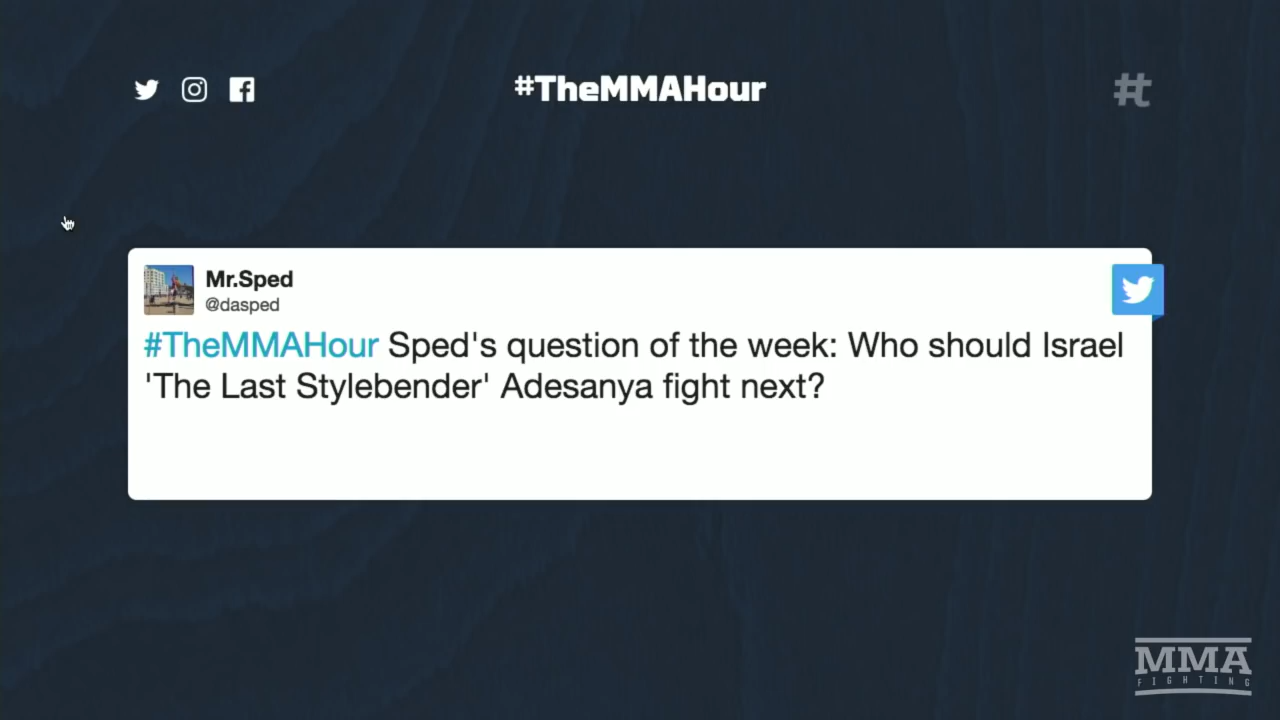 #TheMMAHour
Mr.Sped
@dasped
#TheMMAHour Sped's question of the week: Who should Israel
'The Last Stylebender' Adesanya fight next?
MMA
FIGHTING